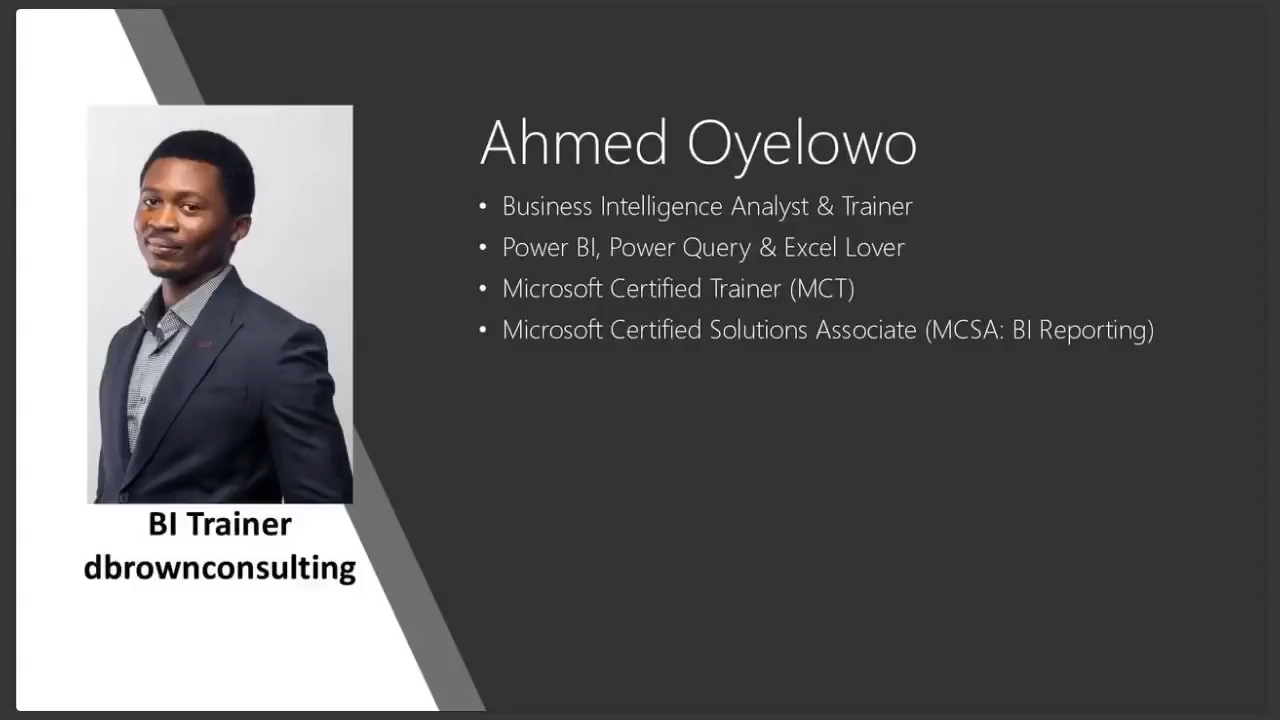 Ahmed Oyelowo
• Business Intelligence Analyst & Trainer
• Power BI, Power Query & Excel Lover
• Microsoft Certified Trainer (MCT)
• Microsoft Certified Solutions Associate (MCSA: BI Reporting)
BI Trainer
dbrownconsulting